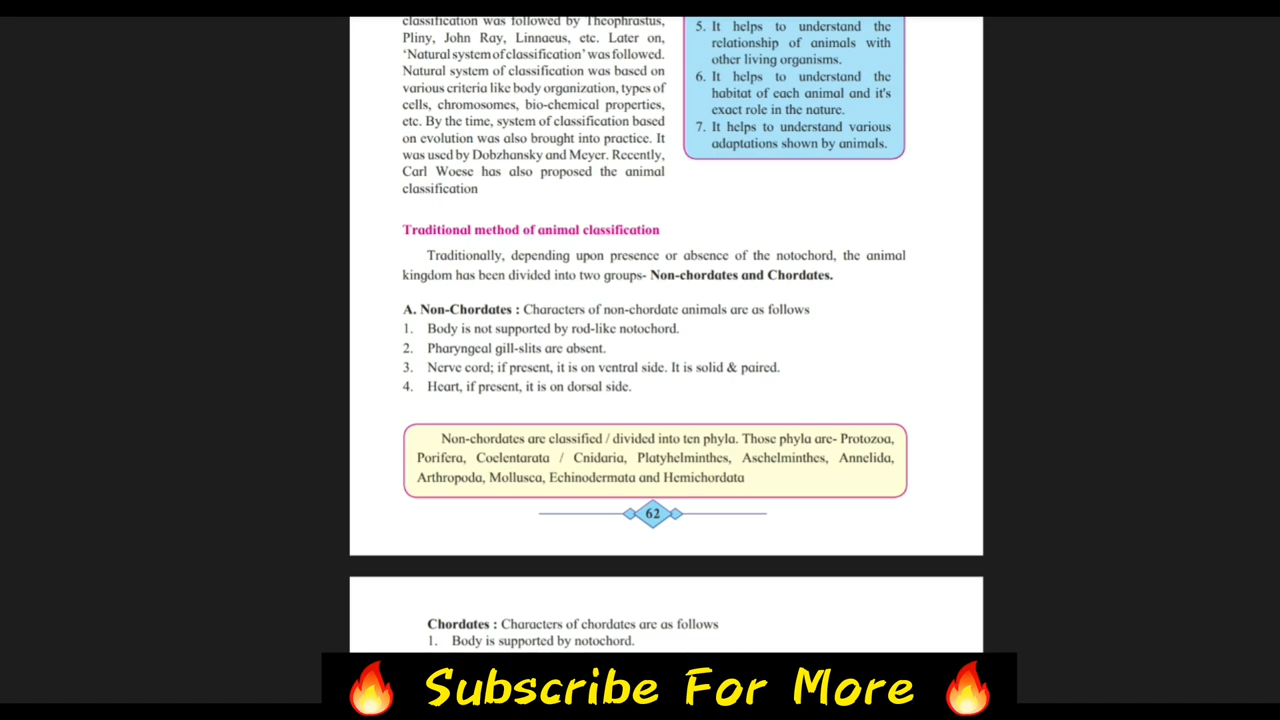 classification was followed by Theophrastus,
Pliny, John Ray, Linnaeus, etc. Later on,
‘Natural system of classification’ was followed.
Natural system of classification was based on
various criteria like body organization, types of
cells, chromosomes, bio-chemical properties,
etc. By the time, system of classification based
on evolution was also brought into practice. It
was used by Dobzhansky and Meyer. Recently,
Carl Woese has also proposed the animal
classification
5. It helps to understand the
relationship of animals with
other living organisms.
6. It helps to understand the
habitat of each animal and it's
exact role in the nature.
7. It helps to understand various
adaptations shown by animals.
Traditional method of animal classification
Traditionally, depending upon presence or absence of the notochord, the animal
kingdom has been divided into two groups- Non-chordates and Chordates.
A. Non-Chordates : Characters of non-chordate animals are as follows
1. Body is not supported by rod-like notochord.
2. Pharyngeal gill-slits are absent.
3. Nerve cord; if present, it is on ventral side. It is solid & paired.
4. Heart, if present, it is on dorsal side.
Non-chordates are classified / divided into ten phyla. Those phyla are- Protozoa,
Porifera, Coelentarata / Cnidaria, Platyhelminthes, Aschelminthes, Annelida,
Arthropoda, Mollusca, Echinodermata and Hemichordata
62
Chordates : Characters of chordates are as follows
1. Body is supported by notochord.
Subscribe For More